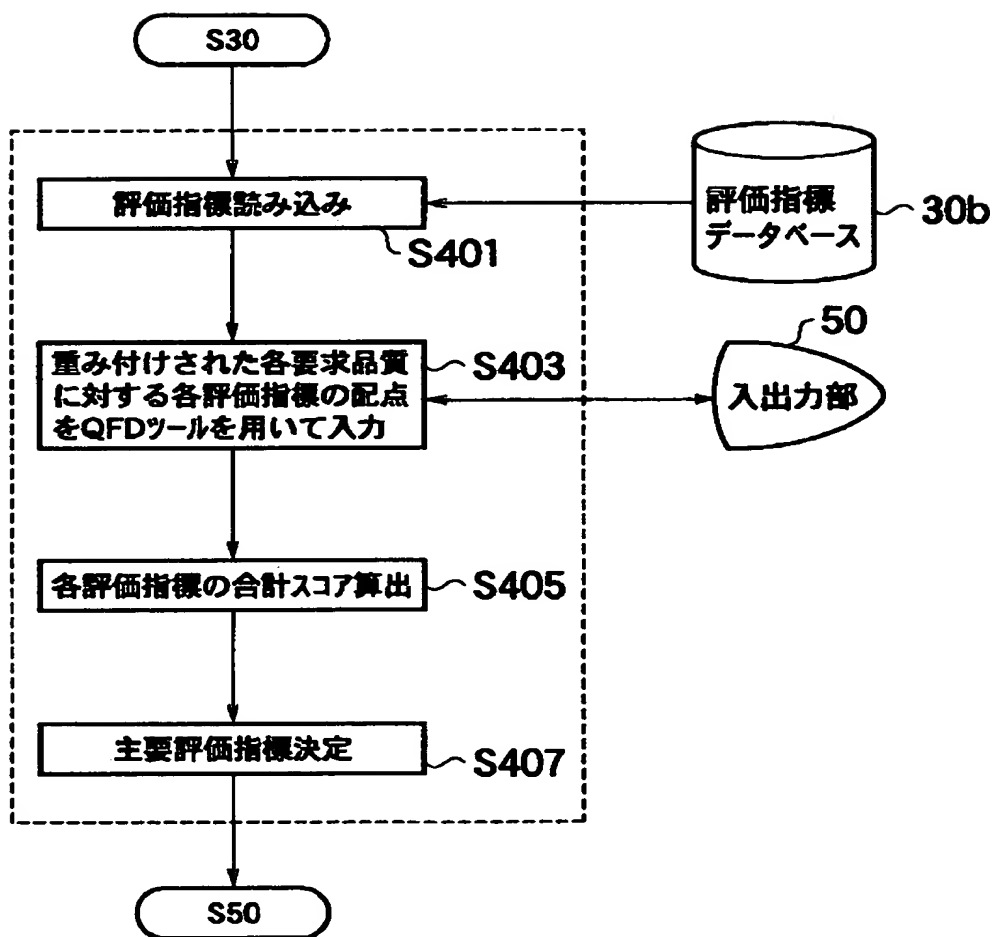 S30
評価指標読み込み
S401
評価指標
データベース
30b
重み付けされた各要求品質
に対する各評価指標の配点
をQFDツールを用いて入力
S403
50
入出力部
各評価指標の合計スコア算出
S405
主要評価指標決定
S407
S50